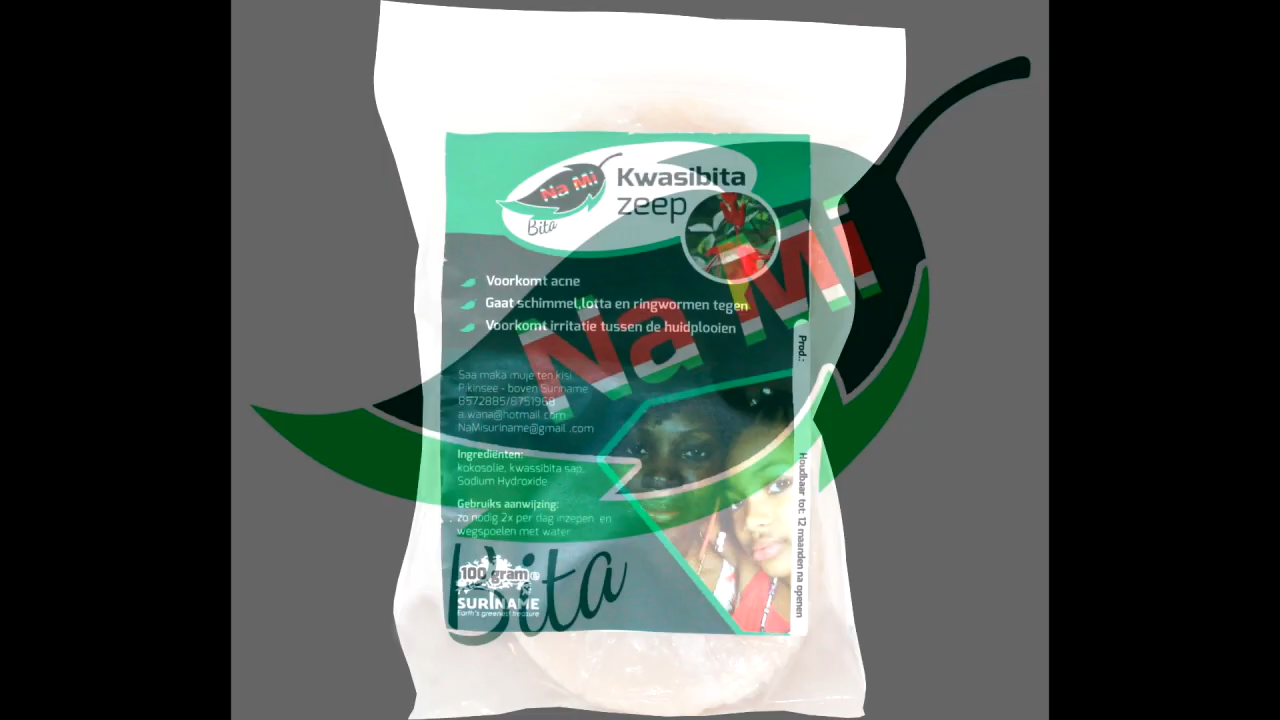 Na Mi
Bita
Kwasibita
zeep
Voorkomt acne
Gaat schimmel,lotta en ringwormen tegen
Voorkomt irritatie tussen de huidplooien
Na Mi
Saa maka muje ten kisi
Pikinsee - boven Suriname
8572885/8751968
a.wana@hotmail.com
NaMisuriname@gmail .com
Ingrediënten:
kokosolie, kwassibita sap,
Sodium Hydroxide
Gebruiks aanwijzing:
zo nodig 2x per dag inzepen en
wegspoelen met water
Bita
100 gram
SURINAME
Earth's greenest treasure
Prod.:
Houdbaar tot: 12 maanden na openen